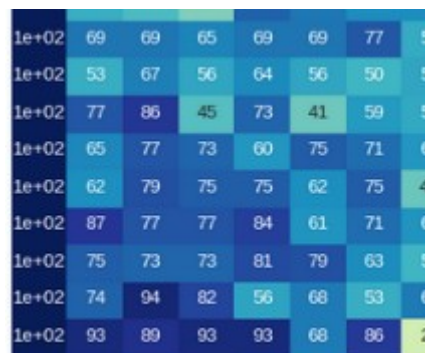 1e+02 69 69 65 69 69 77
1e+02 53 67 56 64 56 50
1e+02 77 86 45 73 41 59
1e+02 65 77 73 60 75 71
1e+02 62 79 75 75 62 75
1e+02 87 77 77 84 61 71
1e+02 75 73 73 81 79 63
1e+02 74 94 82 56 68 53
1e+02 93 89 93 93 68 86